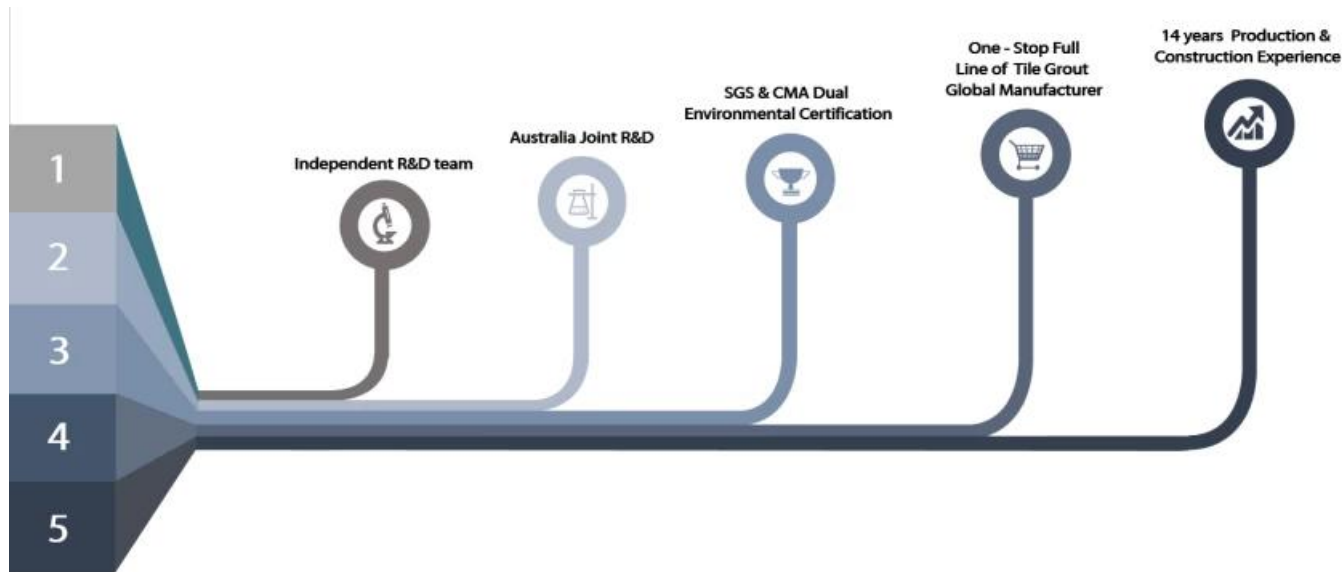 1
2
3
4
5
Independent R&D team
Australia Joint R&D
SGS & CMA Dual
Environmental Certification
One - Stop Full
Line of Tile Grout
Global Manufacturer
14 years Production &
Construction Experience